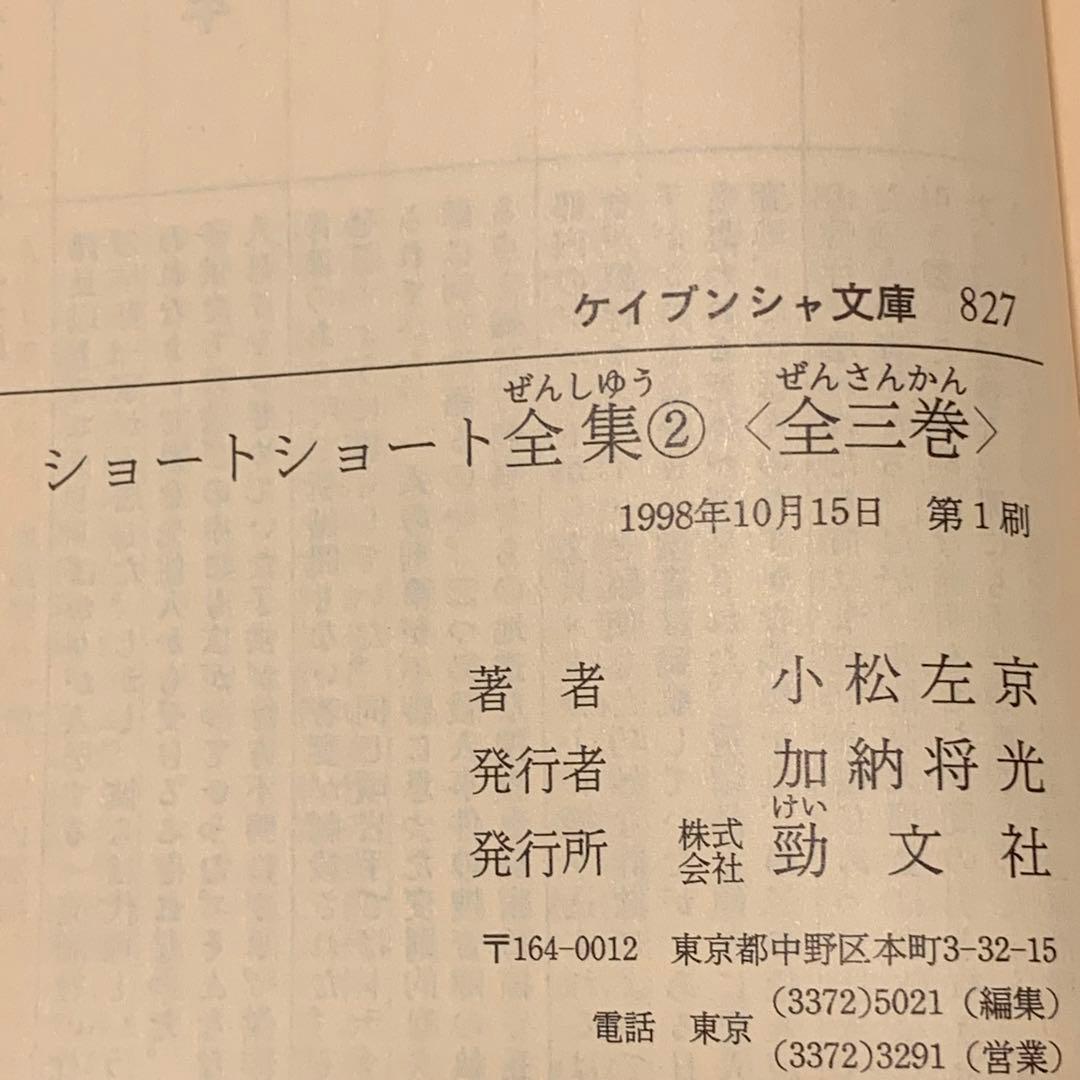 ケイブンシャ文庫 827
ぜんしゆう ぜんさんかん
ショートショート全集② 〈全三巻〉
1998年10月15日 第1刷
著者 小松左京
発行者 加納将光
けい
発行所 株式会社 勁文社
〒164-0012 東京都中野区本町3-32-15
電話 東京 (3372)5021 (編集)
(3372)3291 (営業)